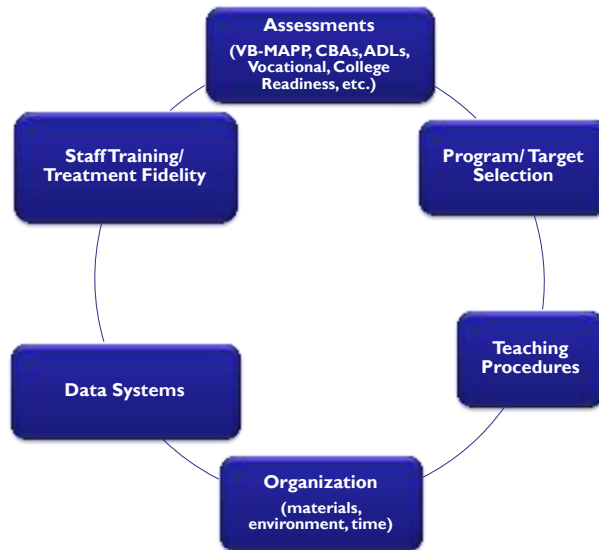 Assessments
(VB-MAPP, CBAs, ADLs,
Vocational, College
Readiness, etc.)
Staff Training/
Treatment Fidelity
Program/ Target
Selection
Teaching
Procedures
Data Systems
Organization
(materials,
environment, time)